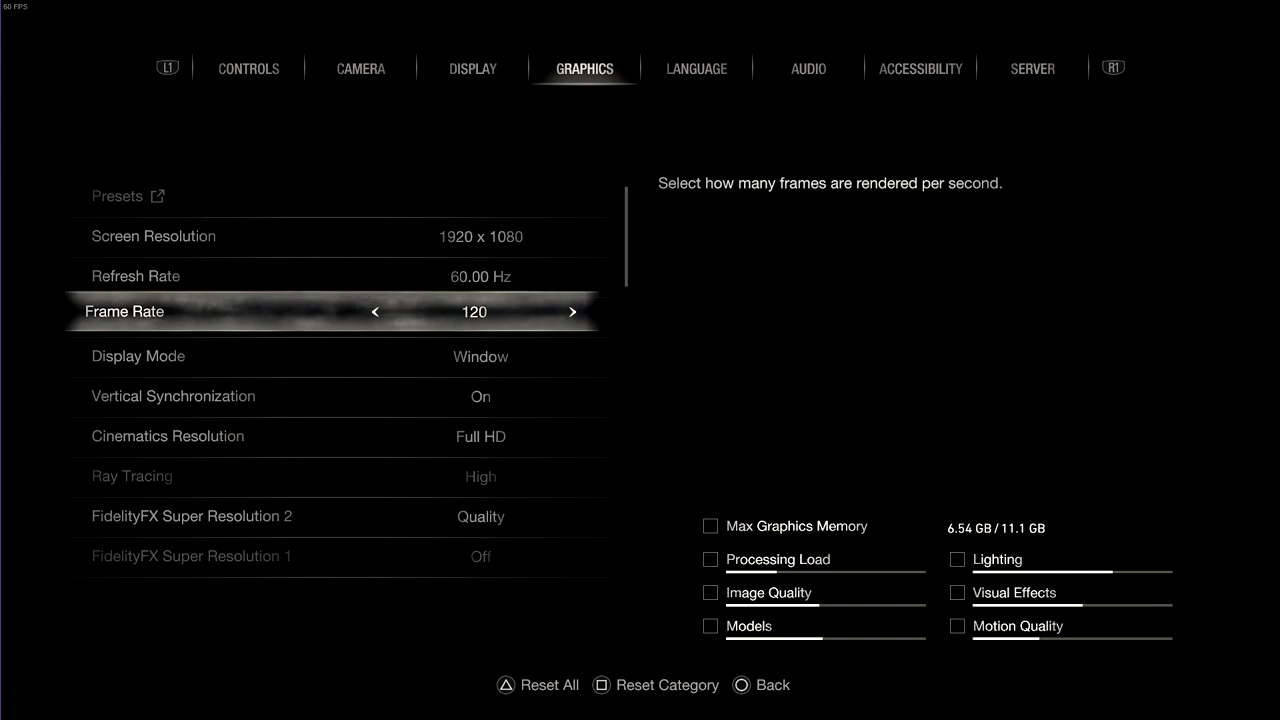 60 FPS
L1 CONTROLS CAMERA DISPLAY GRAPHICS LANGUAGE AUDIO ACCESSIBILITY SERVER R1
Presets
Screen Resolution 1920 x 1080
Refresh Rate 60.00 Hz
Frame Rate 120
Display Mode Window
Vertical Synchronization On
Cinematics Resolution Full HD
Ray Tracing High
FidelityFX Super Resolution 2 Quality
FidelityFX Super Resolution 1 Off
Select how many frames are rendered per second.
Max Graphics Memory 6.54 GB / 11.1 GB
Processing Load Lighting
Image Quality Visual Effects
Models Motion Quality
Reset All Reset Category Back